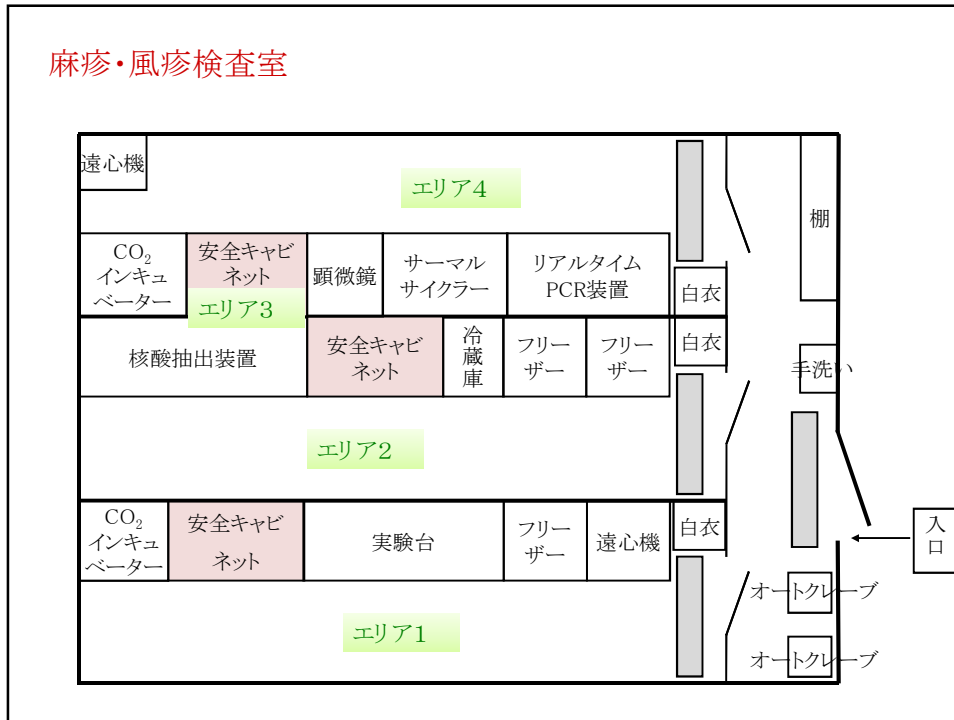 麻疹・風疹検査室
遠心機
エリア4
棚
CO₂
インキュ
ベーター
安全キャビ
ネット
顕微鏡
サーマル
サイクラー
リアルタイム
PCR装置
白衣
エリア3
核酸抽出装置
安全キャビ
ネット
冷
蔵
庫
フリー
ザー
フリー
ザー
白衣
手洗い
エリア2
CO₂
インキュ
ベーター
安全キャビ
ネット
実験台
フリー
ザー
遠心機
白衣
入
口
オートクレーブ
エリア1
オートクレーブ